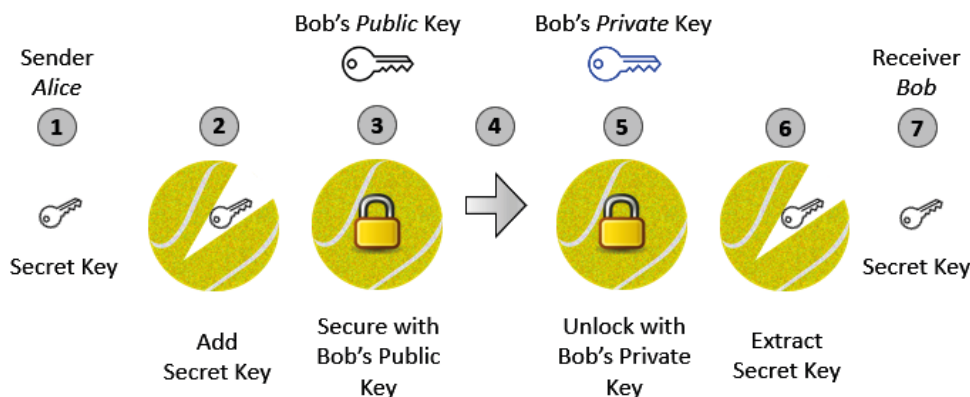 Bob's Public Key
Bob's Private Key
Sender
Alice
Receiver
Bob
1
2
3
4
5
6
7
Secret Key
Secret Key
Add
Secret Key
Secure with
Bob's Public
Key
Unlock with
Bob's Private
Key
Extract
Secret Key